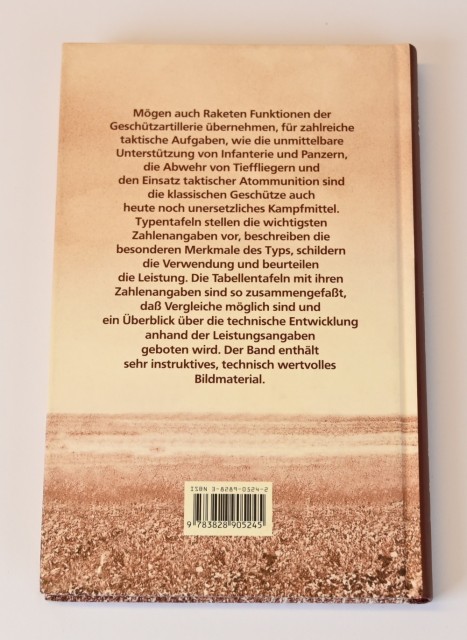 Mögen auch Raketen Funktionen der
Geschützartillerie übernehmen, für zahlreiche
taktische Aufgaben, wie die unmittelbare
Unterstützung von Infanterie und Panzern,
die Abwehr von Tieffliegern und
den Einsatz taktischer Atommunition sind
die klassischen Geschütze auch
heute noch unersetzliches Kampfmittel.
Typentafeln stellen die wichtigsten
Zahlenangaben vor, beschreiben die
besonderen Merkmale des Typs, schildern
die Verwendung und beurteilen
die Leistung. Die Tabellentafeln mit ihren
Zahlenangaben sind so zusammengefaßt,
daß Vergleiche möglich sind und
ein Überblick über die technische Entwicklung
anhand der Leistungsangaben
geboten wird. Der Band enthält
sehr instruktives, technisch wertvolles
Bildmaterial.
ISBN 3-8289-0524-2
9 783828 905245